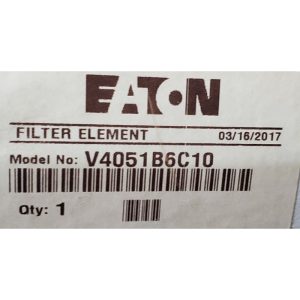 EATON
FILTER ELEMENT 03/16/2017
Model No: V4051B6C10
Qty: 1